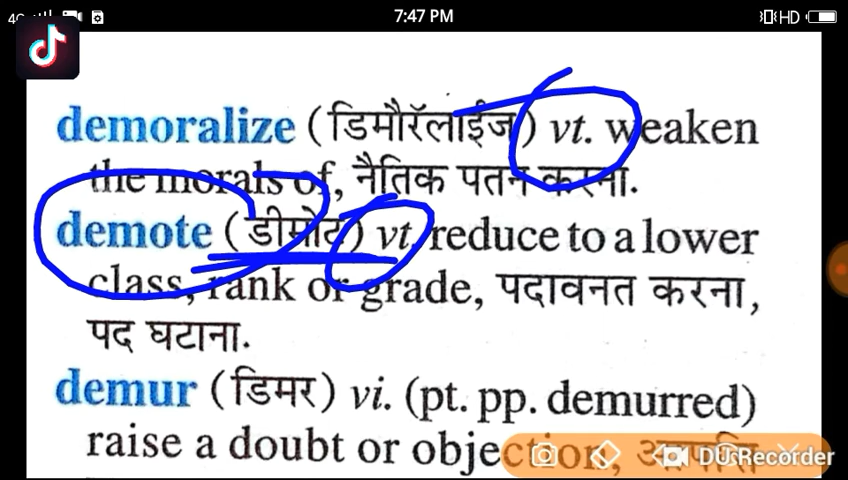 4G 7:47 PM HD
demoralize (डिमौरॅलाईज) vt. weaken
the morals of, नैतिक पतन करना.
demote (डीमोट) vt. reduce to a lower
class, rank or grade, पदावनत करना,
पद घटाना.
demur (डिमर) vi. (pt. pp. demurred)
raise a doubt or objection, आपत्ति
DU Recorder